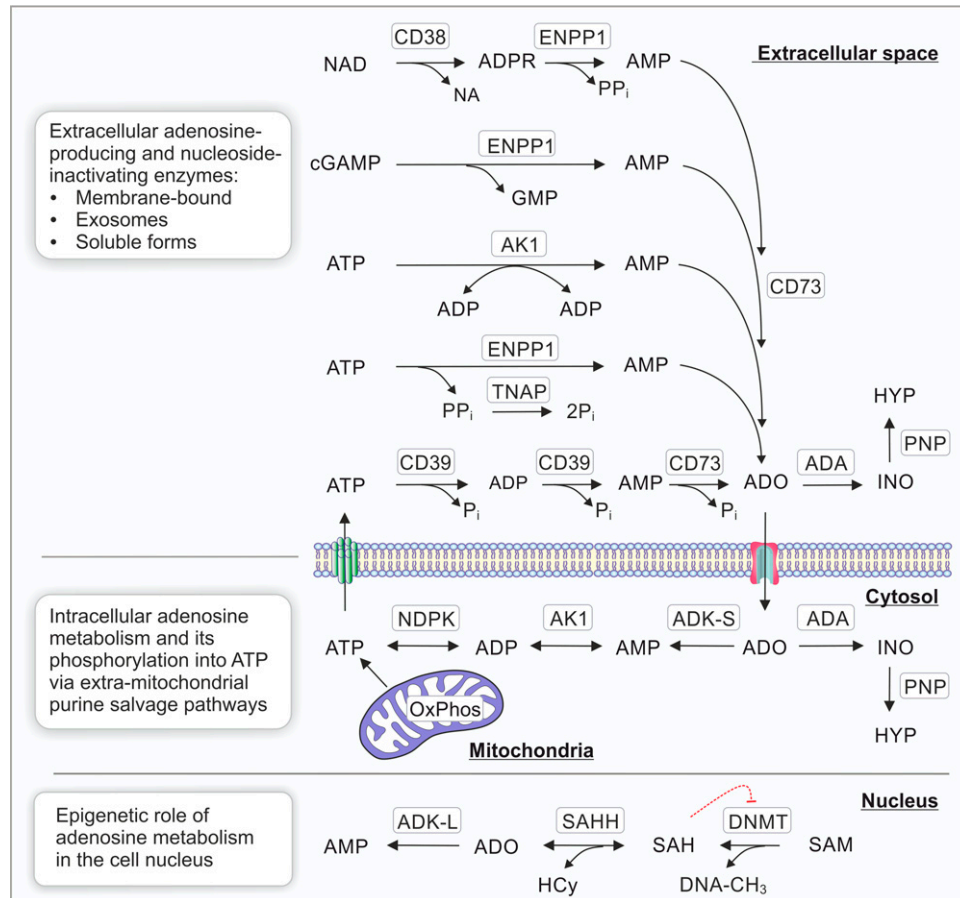 CD38 ENPP1 Extracellular space
NAD ADPR AMP
NA PPi
Extracellular adenosine-
producing and nucleoside-
inactivating enzymes:
• Membrane-bound
• Exosomes
• Soluble forms
ENPP1
cGAMP AMP
GMP
AK1
ATP AMP
ADP ADP
CD73
ENPP1
ATP AMP
TNAP
PPi 2Pi
HYP
PNP
CD39 CD39 CD73 ADA
ATP ADP AMP ADO INO
Pi Pi Pi
Cytosol
Intracellular adenosine
metabolism and its
phosphorylation into ATP
via extra-mitochondrial
purine salvage pathways
NDPK AK1 ADK-S ADA
ATP ADP AMP ADO INO
PNP
OxPhos
HYP
Mitochondria
Nucleus
Epigenetic role of
adenosine metabolism
in the cell nucleus
ADK-L SAHH DNMT
AMP ADO SAH SAM
HCy DNA-CH3